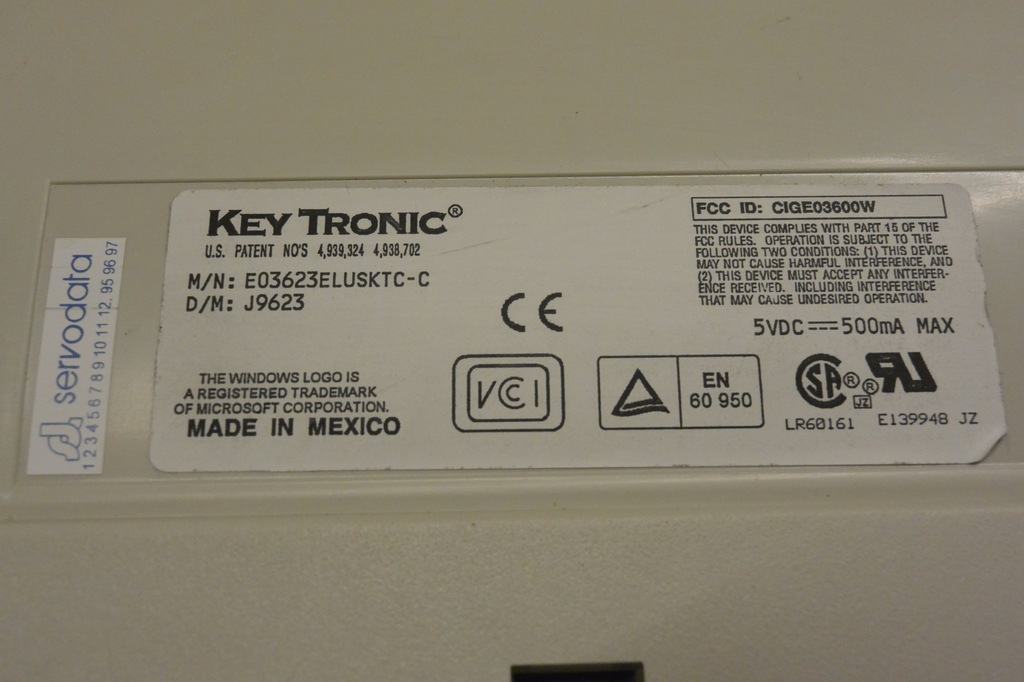 KEY TRONIC®
U.S. PATENT NO'S 4,939,324 4,938,702
M/N: E03623ELUSKTC-C
D/M: J9623
THE WINDOWS LOGO IS
A REGISTERED TRADEMARK
OF MICROSOFT CORPORATION.
MADE IN MEXICO
CE
VCCI
EN
60 950
FCC ID: CIGE03600W
THIS DEVICE COMPLIES WITH PART 15 OF THE
FCC RULES. OPERATION IS SUBJECT TO THE
FOLLOWING TWO CONDITIONS: (1) THIS DEVICE
MAY NOT CAUSE HARMFUL INTERFERENCE, AND
(2) THIS DEVICE MUST ACCEPT ANY INTERFER-
ENCE RECEIVED. INCLUDING INTERFERENCE
THAT MAY CAUSE UNDESIRED OPERATION.
5VDC 500mA MAX
SA® ® RU
JZ
LR60161 E139948 JZ
servodata
1 2 3 4 5 6 7 8 9 10 11 12. 95 96 97